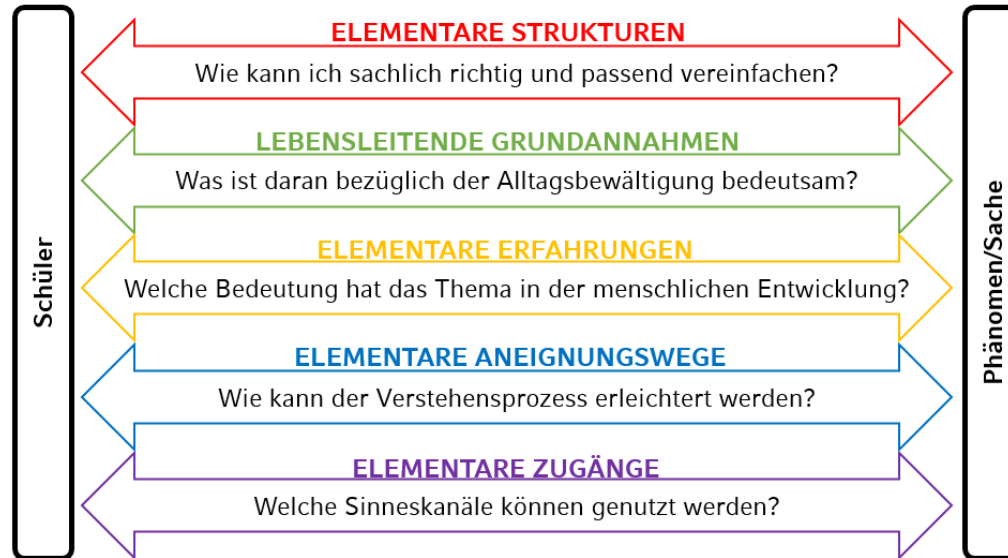 Schüler
ELEMENTARE STRUKTUREN
Wie kann ich sachlich richtig und passend vereinfachen?
LEBENSLEITENDE GRUNDANNAHMEN
Was ist daran bezüglich der Alltagsbewältigung bedeutsam?
ELEMENTARE ERFAHRUNGEN
Welche Bedeutung hat das Thema in der menschlichen Entwicklung?
ELEMENTARE ANEIGNUNGSWEGE
Wie kann der Verstehensprozess erleichtert werden?
ELEMENTARE ZUGÄNGE
Welche Sinneskanäle können genutzt werden?
Phänomen/Sache